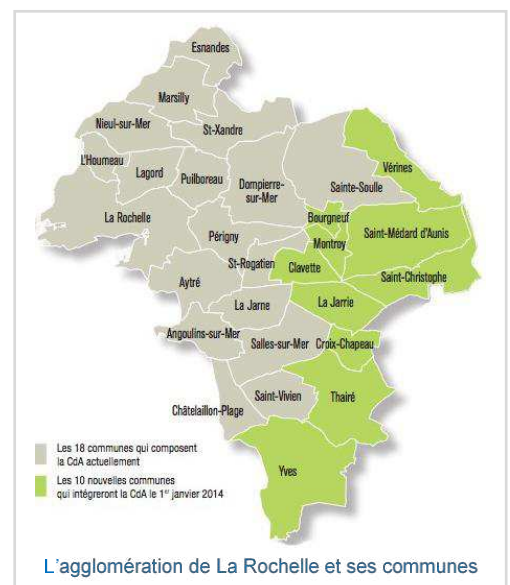 Esnandes
Marsilly
Nieul-sur-Mer
St-Xandre
L'Houmeau
Lagord
Puilboreau
Dompierre-
sur-Mer
Sainte-Soulle
Vérines
La Rochelle
Périgny
Bourgneuf
Montroy
Saint-Médard d'Aunis
St-Rogatien
Clavette
Saint-Christophe
Aytré
La Jarne
La Jarrie
Angoulins-sur-Mer
Salles-sur-Mer
Croix-Chapeau
Saint-Vivien
Thairé
Châtelaillon-Plage
Yves
Les 18 communes qui composent
la CdA actuellement
Les 10 nouvelles communes
qui intégreront la CdA le 1er janvier 2014
L'agglomération de La Rochelle et ses communes